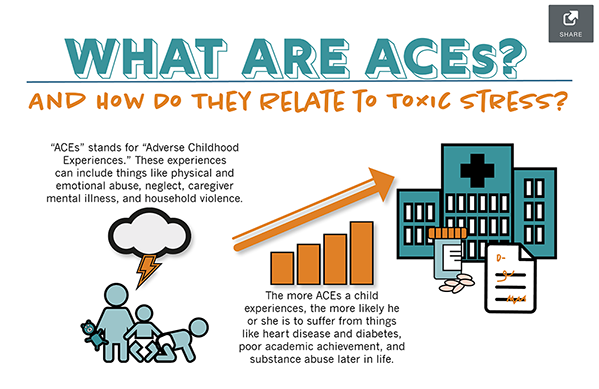 SHARE
WHAT ARE ACEs?
AND HOW DO THEY RELATE TO TOXIC STRESS?
“ACEs” stands for “Adverse Childhood
Experiences.” These experiences
can include things like physical and
emotional abuse, neglect, caregiver
mental illness, and household violence.
D-
The more ACEs a child
experiences, the more likely he
or she is to suffer from things
like heart disease and diabetes,
poor academic achievement, and
substance abuse later in life.